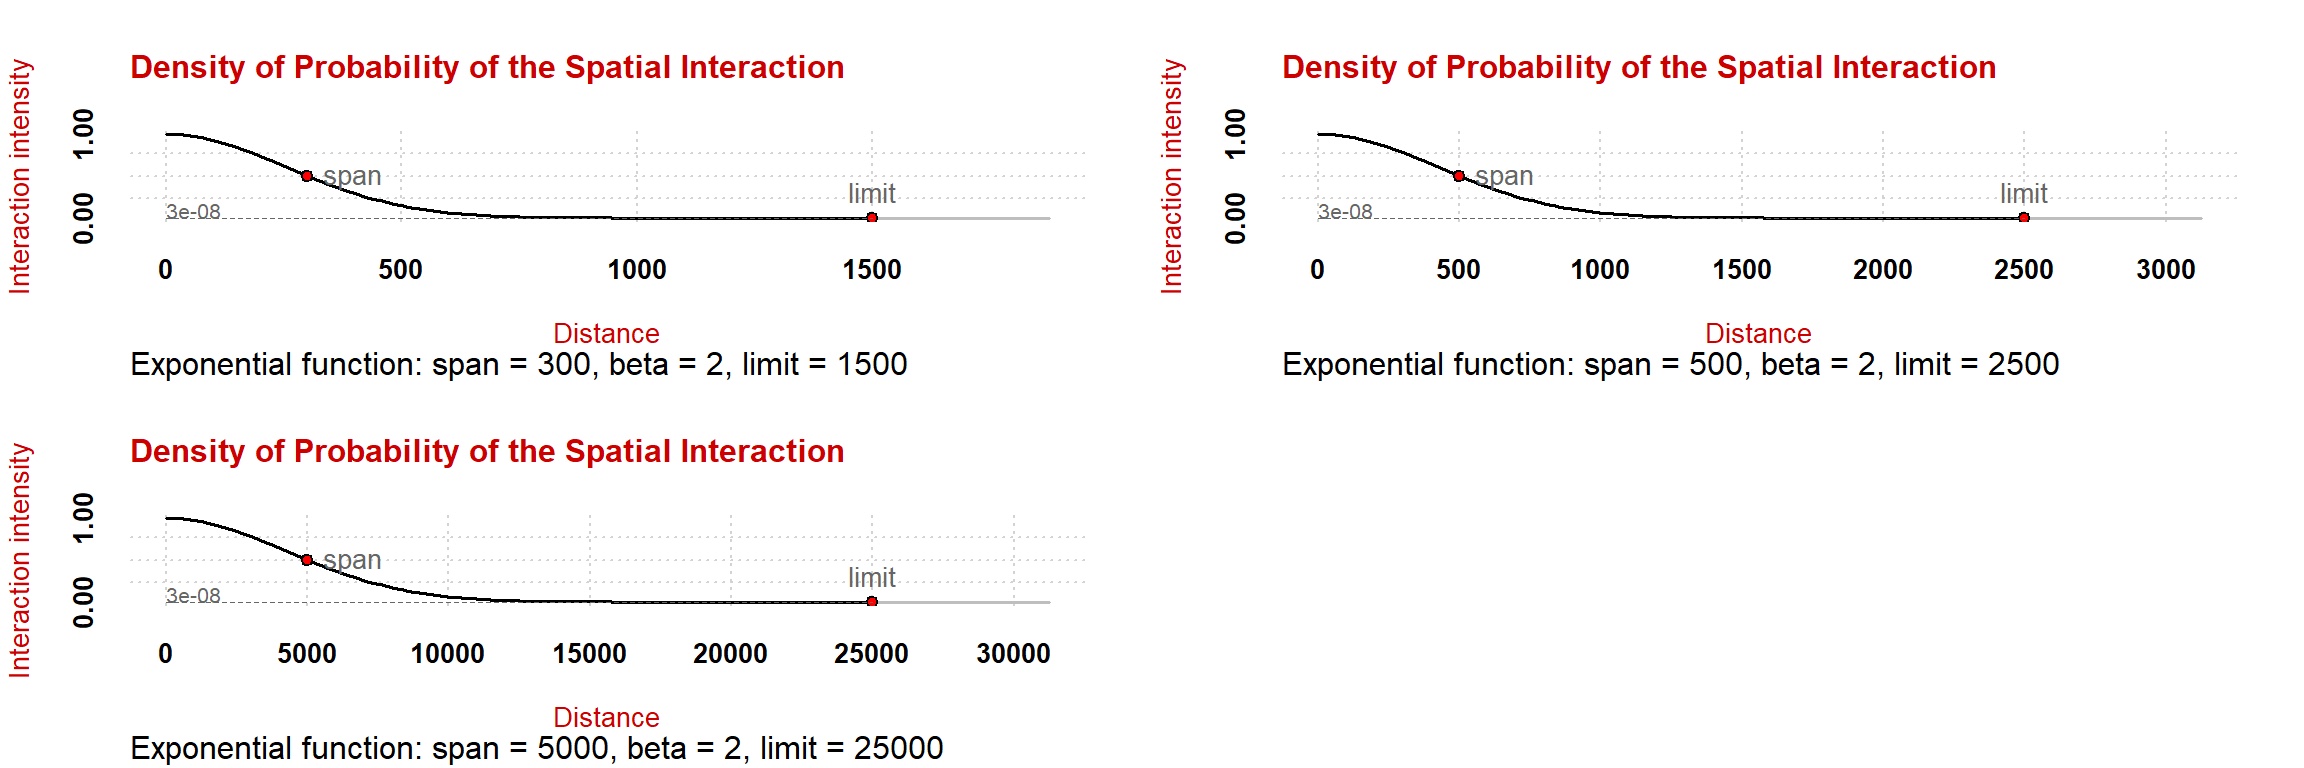 Density of Probability of the Spatial Interaction
Interaction intensity
1.00
0.00
span
limit
3e-08
0 500 1000 1500
Distance
Exponential function: span = 300, beta = 2, limit = 1500
Density of Probability of the Spatial Interaction
Interaction intensity
1.00
0.00
span
limit
3e-08
0 500 1000 1500 2000 2500 3000
Distance
Exponential function: span = 500, beta = 2, limit = 2500
Density of Probability of the Spatial Interaction
Interaction intensity
1.00
0.00
span
limit
3e-08
0 5000 10000 15000 20000 25000 30000
Distance
Exponential function: span = 5000, beta = 2, limit = 25000